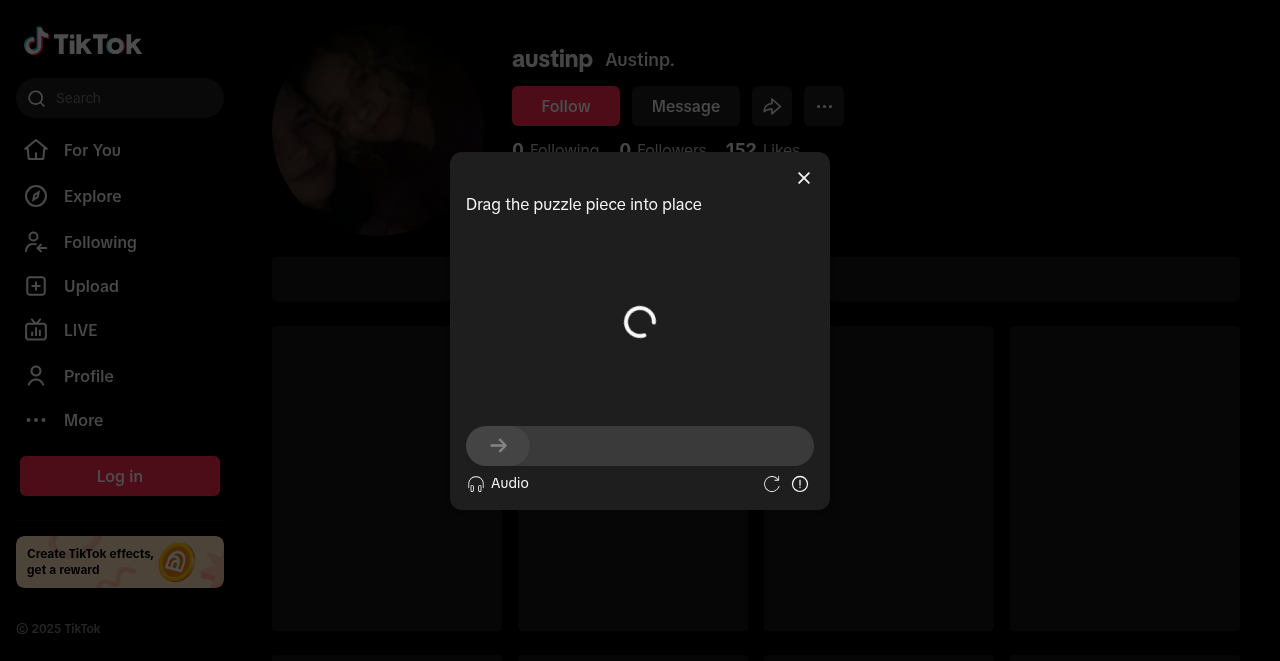 TikTok
Search
For You
Explore
Following
Upload
LIVE
Profile
More
Log in
Create TikTok effects,
get a reward
© 2025 TikTok
austinp Austinp.
Follow Message
0 Following 0 Followers 152 Likes
Drag the puzzle piece into place
Audio